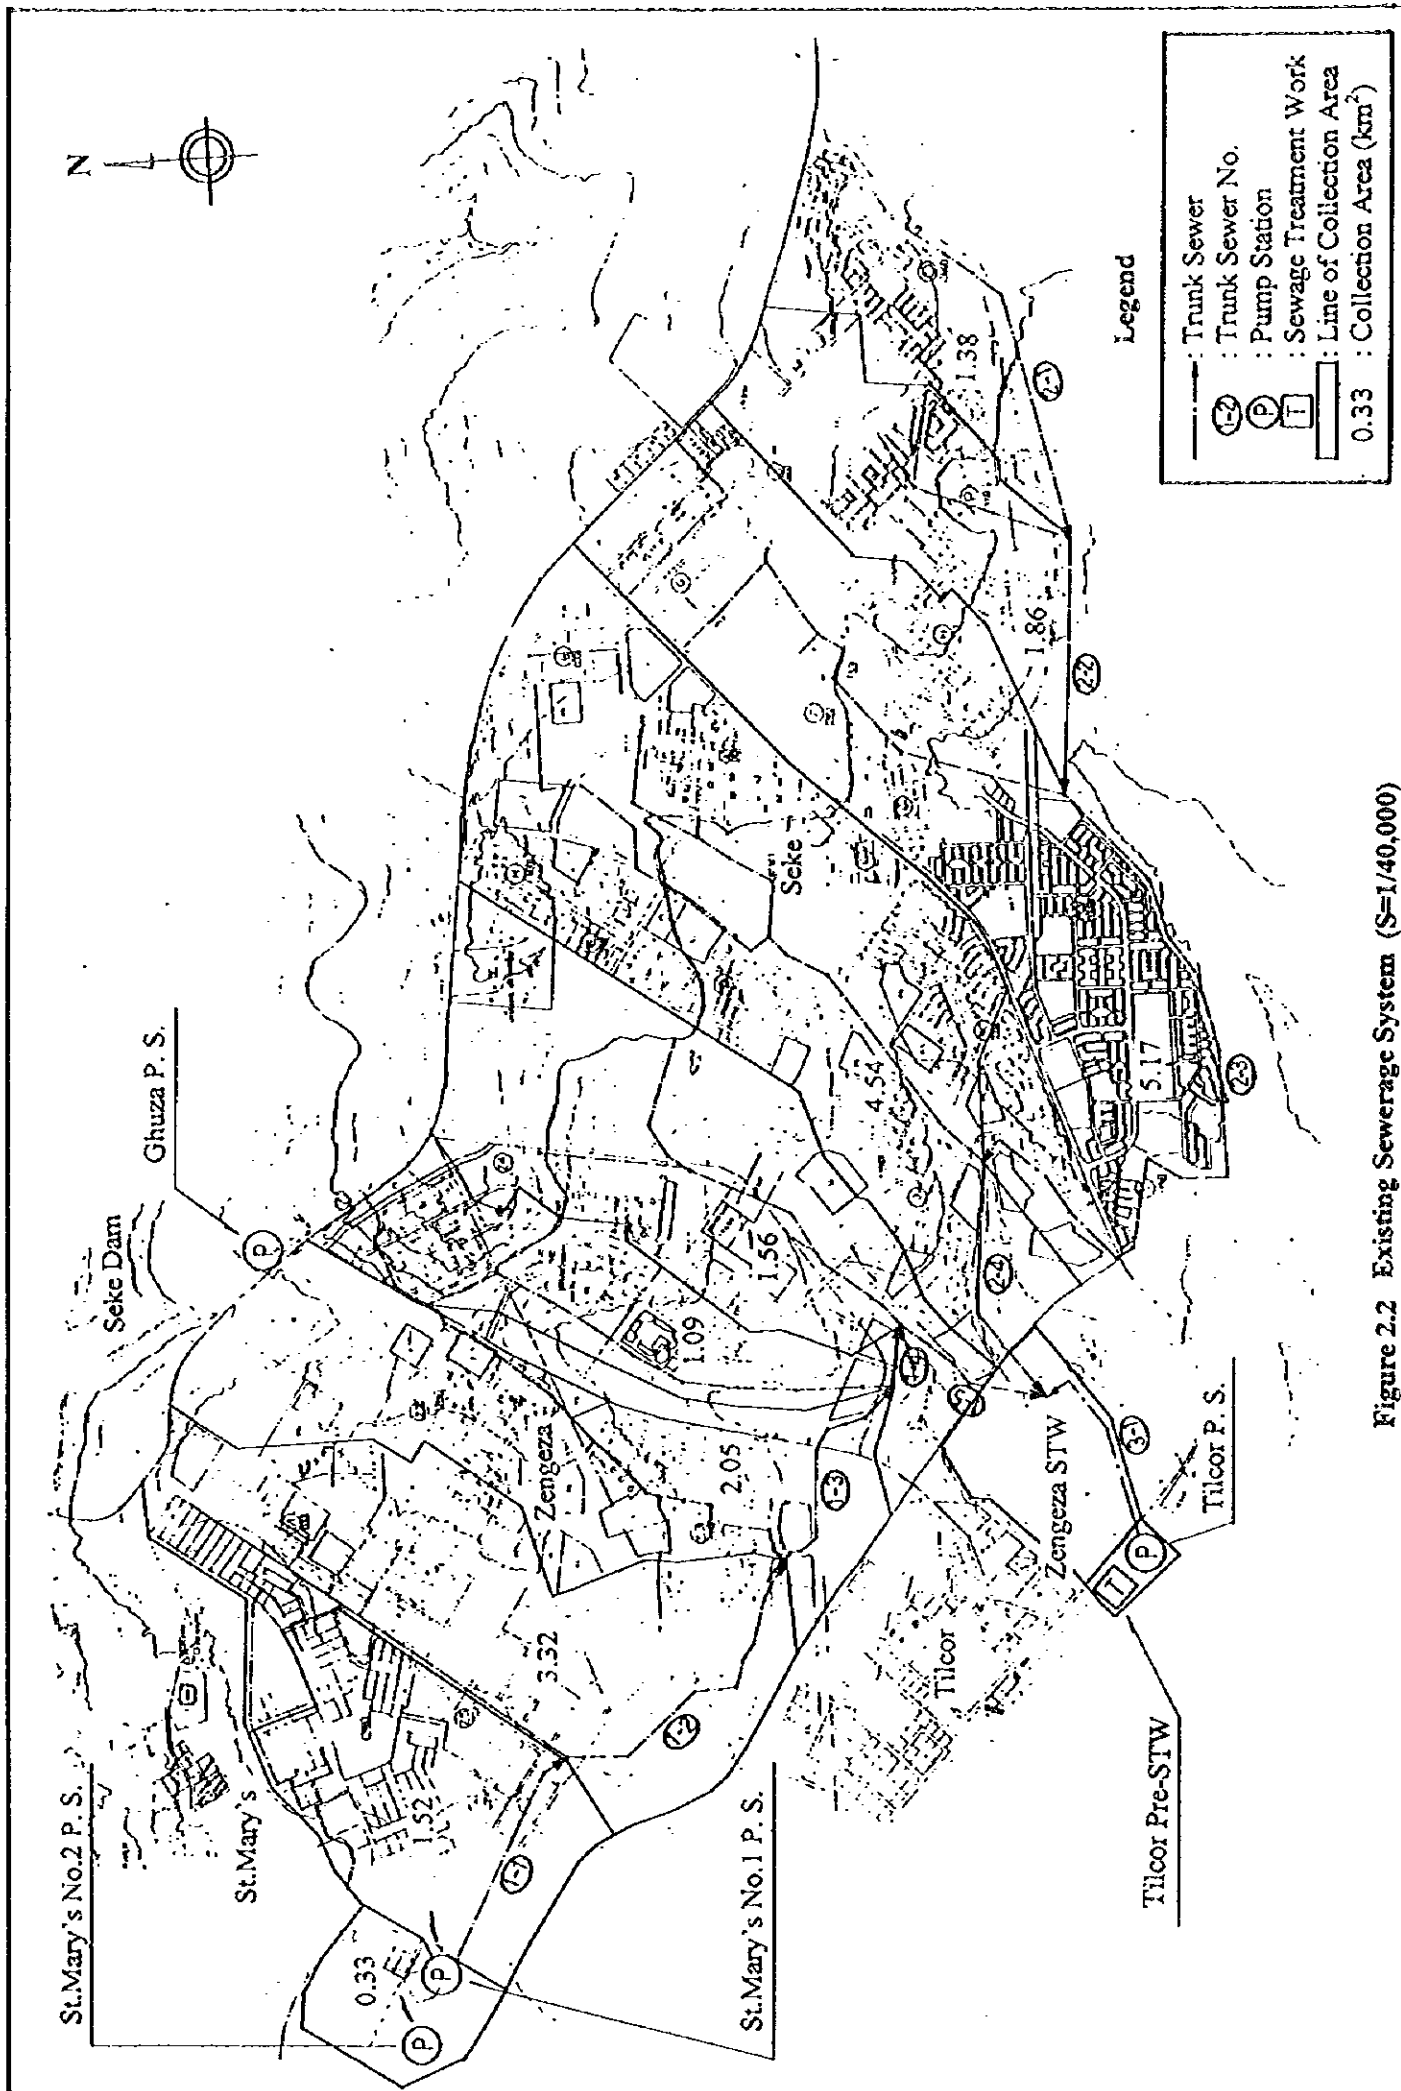 N
Seke Dam
Ghuza P. S.
St.Mary's No.2 P. S.
St.Mary's
0.33
P
P
P
1.52
3.32
Zengeza
2.05
1.09
1.56
4.54
Seke
1.38
1.86
5.17
1-1
1-2
1-3
1-4
2-1
2-2
2-3
2-4
3-1
St.Mary's No.1 P. S.
Tilcor
Zengeza STW
Tilcor Pre-STW
T
P
Tilcor P. S.
Legend
: Trunk Sewer
1-2 : Trunk Sewer No.
P : Pump Station
T : Sewage Treatment Work
: Line of Collection Area
0.33 : Collection Area (km²)
Figure 2.2 Existing Sewerage System (S=1/40,000)